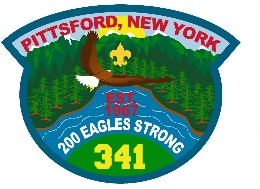 PITTSFORD, NEW YORK
EST.
1967
200 EAGLES STRONG
341